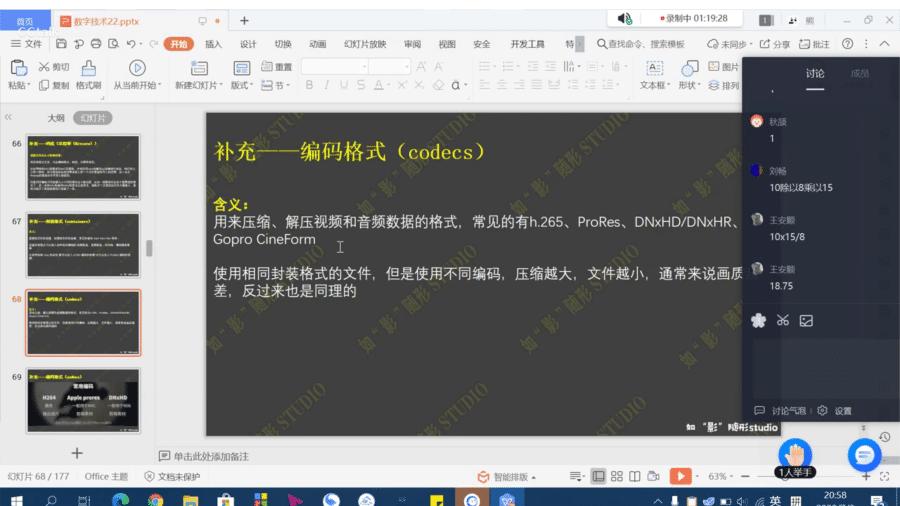 首页
数字技术22.pptx
录制中 01:19:28
文件
开始
插入
设计
切换
动画
幻灯片放映
审阅
视图
安全
开发工具
特
查找命令、搜索模板
未同步
分享
批注
粘贴
剪切
复制
格式刷
从当前开始
新建幻灯片
版式
重置
节
文本框
形状
图片
排列
大纲
幻灯片
66
67
68
69
常用编码
H264
Apple prores
DNxHD
补充——编码格式（codecs）
含义：
用来压缩、解压视频和音频数据的格式，常见的有h.265、ProRes、DNxHD/DNxHR、
Gopro CineForm
使用相同封装格式的文件，但是使用不同编码，压缩越大，文件越小，通常来说画质
差，反过来也是同理的
如“影”随形STUDIO
如“影”随形studio
讨论
成员
秋颉
1
刘畅
10除以8乘以15
王安颢
10x15/8
王安颢
18.75
讨论气泡
设置
1人举手
单击此处添加备注
幻灯片 68 / 177
Office 主题
文档未保护
智能排版
63%
英
20:58